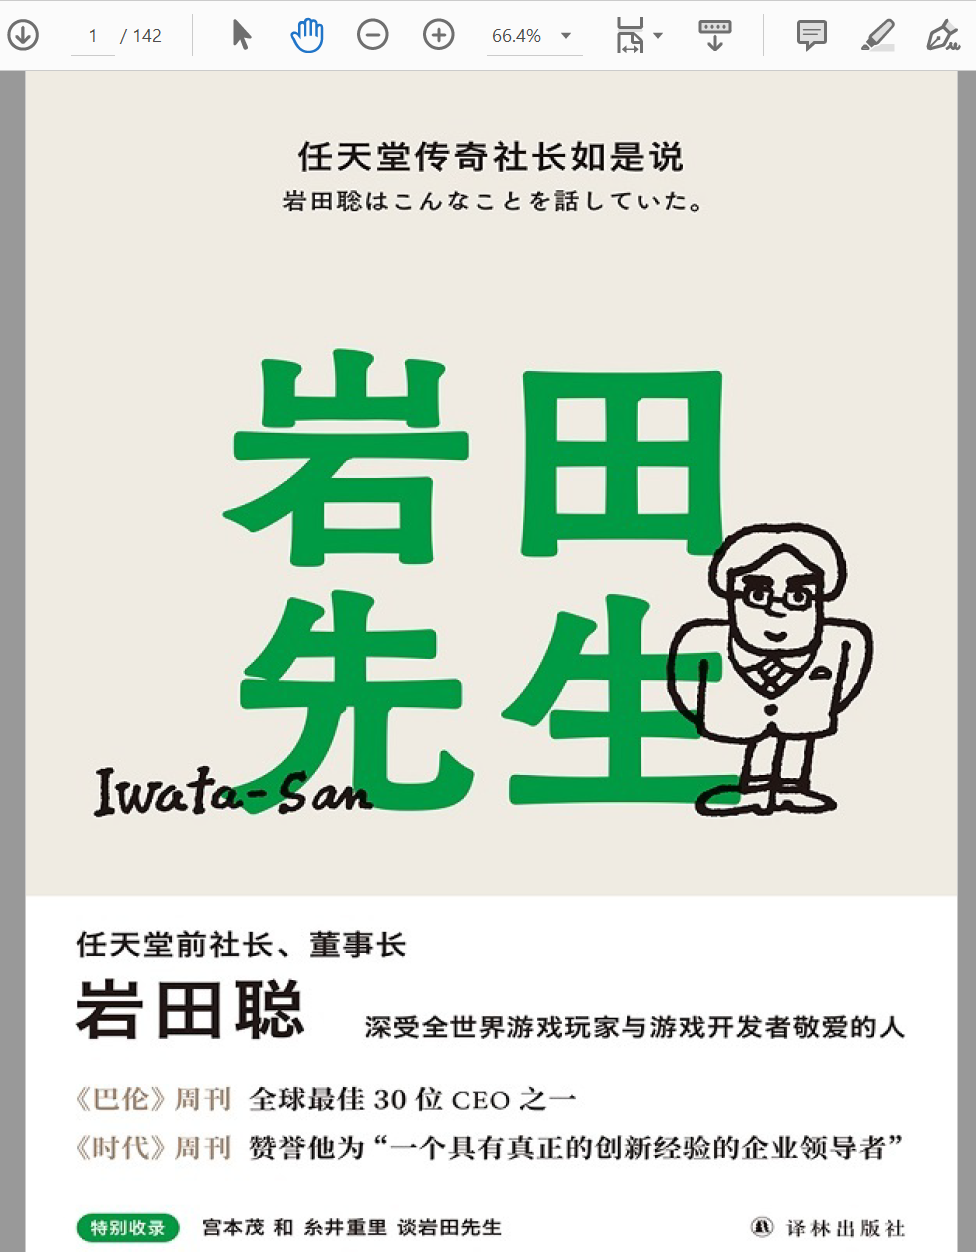 1 / 142 66.4%
任天堂传奇社长如是说
岩田聡はこんなことを話していた。
岩田
先生
Iwata-San
任天堂前社长、董事长
岩田聪 深受全世界游戏玩家与游戏开发者敬爱的人
《巴伦》周刊 全球最佳 30 位 CEO 之一
《时代》周刊 赞誉他为“一个具有真正的创新经验的企业领导者”
特别收录 宫本茂 和 糸井重里 谈岩田先生 译林出版社